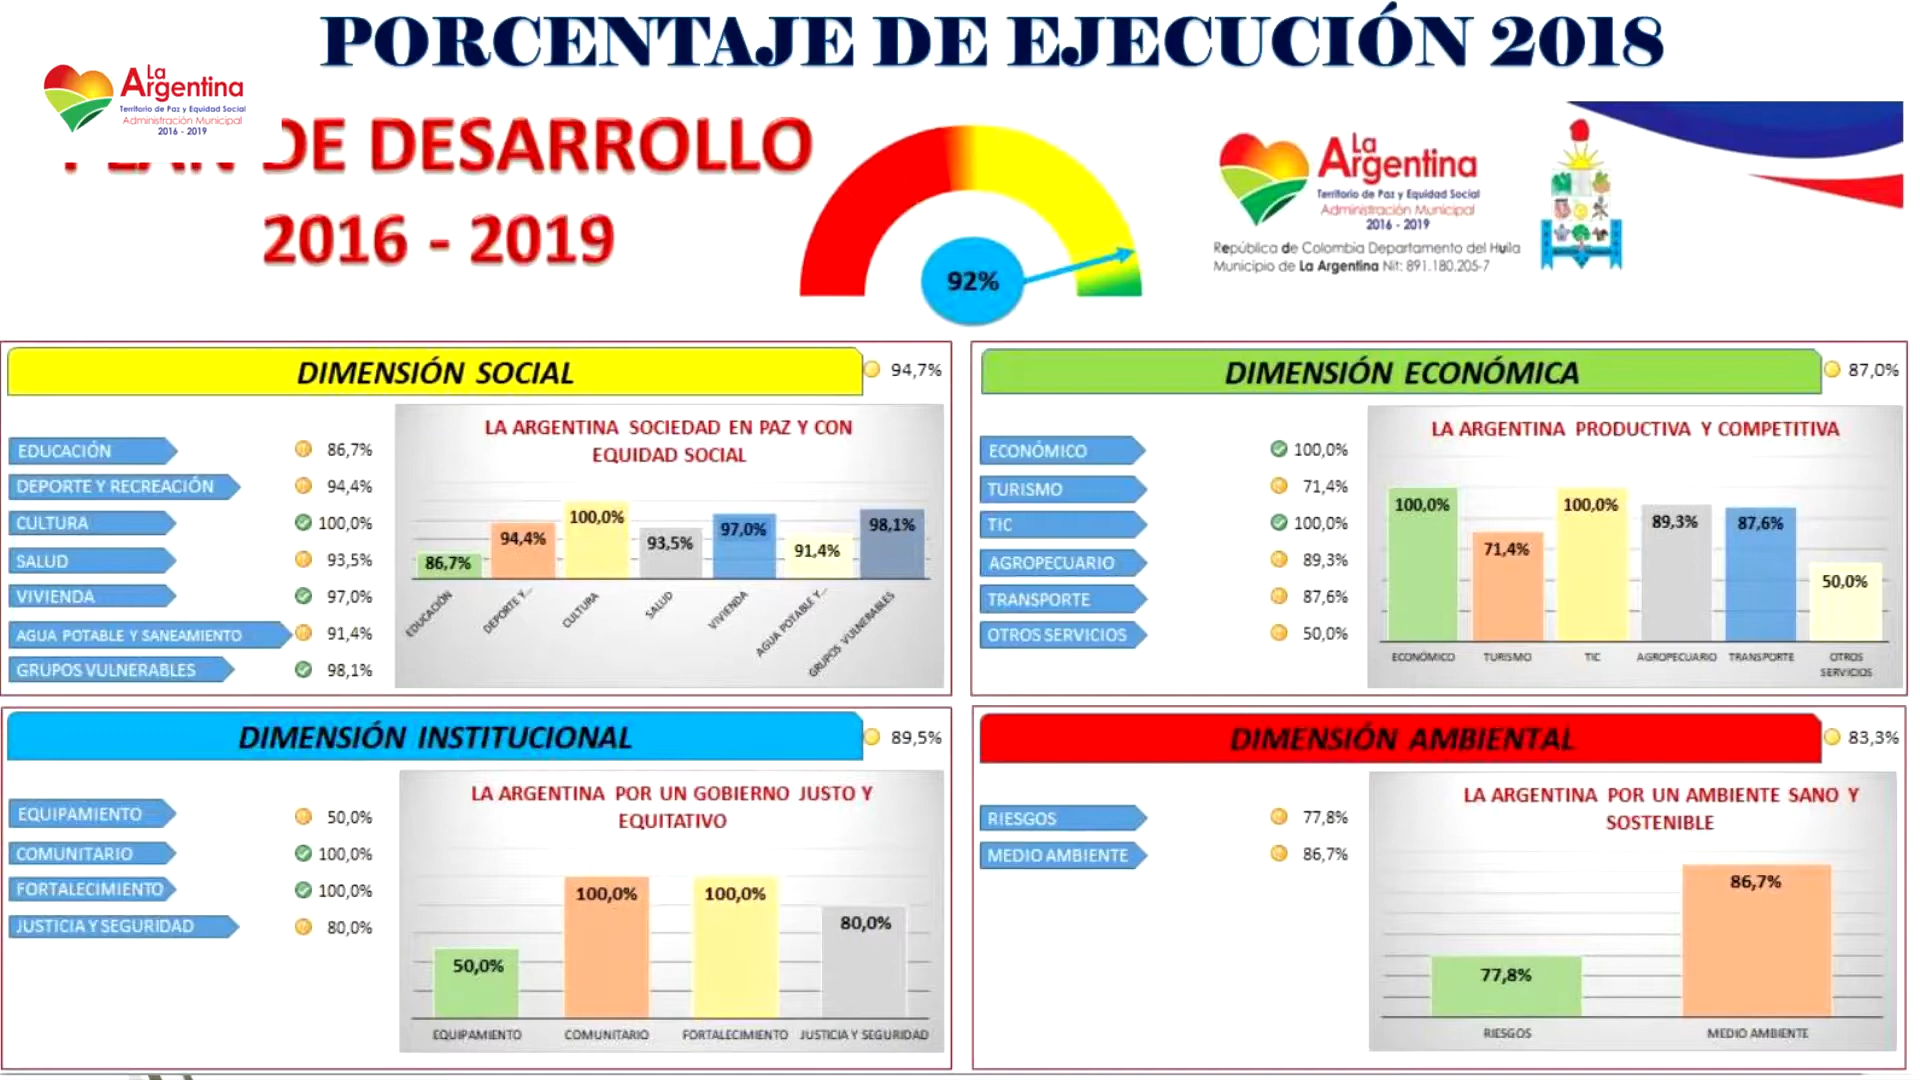 PORCENTAJE DE EJECUCIÓN 2018
La
Argentina
Territorio de Paz y Equidad Social
Administración Municipal
2016 - 2019
DE DESARROLLO
2016 - 2019
92%
La
Argentina
Territorio de Paz y Equidad Social
Administración Municipal
2016 - 2019
República de Colombia Departamento del Huila
Municipio de La Argentina Nit: 891.180.205-7
DIMENSIÓN SOCIAL
94,7%
EDUCACIÓN 86,7%
DEPORTE Y RECREACIÓN 94,4%
CULTURA 100,0%
SALUD 93,5%
VIVIENDA 97,0%
AGUA POTABLE Y SANEAMIENTO 91,4%
GRUPOS VULNERABLES 98,1%
LA ARGENTINA SOCIEDAD EN PAZ Y CON
EQUIDAD SOCIAL
86,7% 94,4% 100,0% 93,5% 97,0% 91,4% 98,1%
EDUCACIÓN DEPORTE Y... CULTURA SALUD VIVIENDA AGUA POTABLE Y... GRUPOS VULNERABLES
DIMENSIÓN ECONÓMICA
87,0%
ECONÓMICO 100,0%
TURISMO 71,4%
TIC 100,0%
AGROPECUARIO 89,3%
TRANSPORTE 87,6%
OTROS SERVICIOS 50,0%
LA ARGENTINA PRODUCTIVA Y COMPETITIVA
100,0% 71,4% 100,0% 89,3% 87,6% 50,0%
ECONÓMICO TURISMO TIC AGROPECUARIO TRANSPORTE OTROS
SERVICIOS
DIMENSIÓN INSTITUCIONAL
89,5%
EQUIPAMIENTO 50,0%
COMUNITARIO 100,0%
FORTALECIMIENTO 100,0%
JUSTICIA Y SEGURIDAD 80,0%
LA ARGENTINA POR UN GOBIERNO JUSTO Y
EQUITATIVO
50,0% 100,0% 100,0% 80,0%
EQUIPAMIENTO COMUNITARIO FORTALECIMIENTO JUSTICIA Y SEGURIDAD
DIMENSIÓN AMBIENTAL
83,3%
RIESGOS 77,8%
MEDIO AMBIENTE 86,7%
LA ARGENTINA POR UN AMBIENTE SANO Y
SOSTENIBLE
77,8% 86,7%
RIESGOS MEDIO AMBIENTE